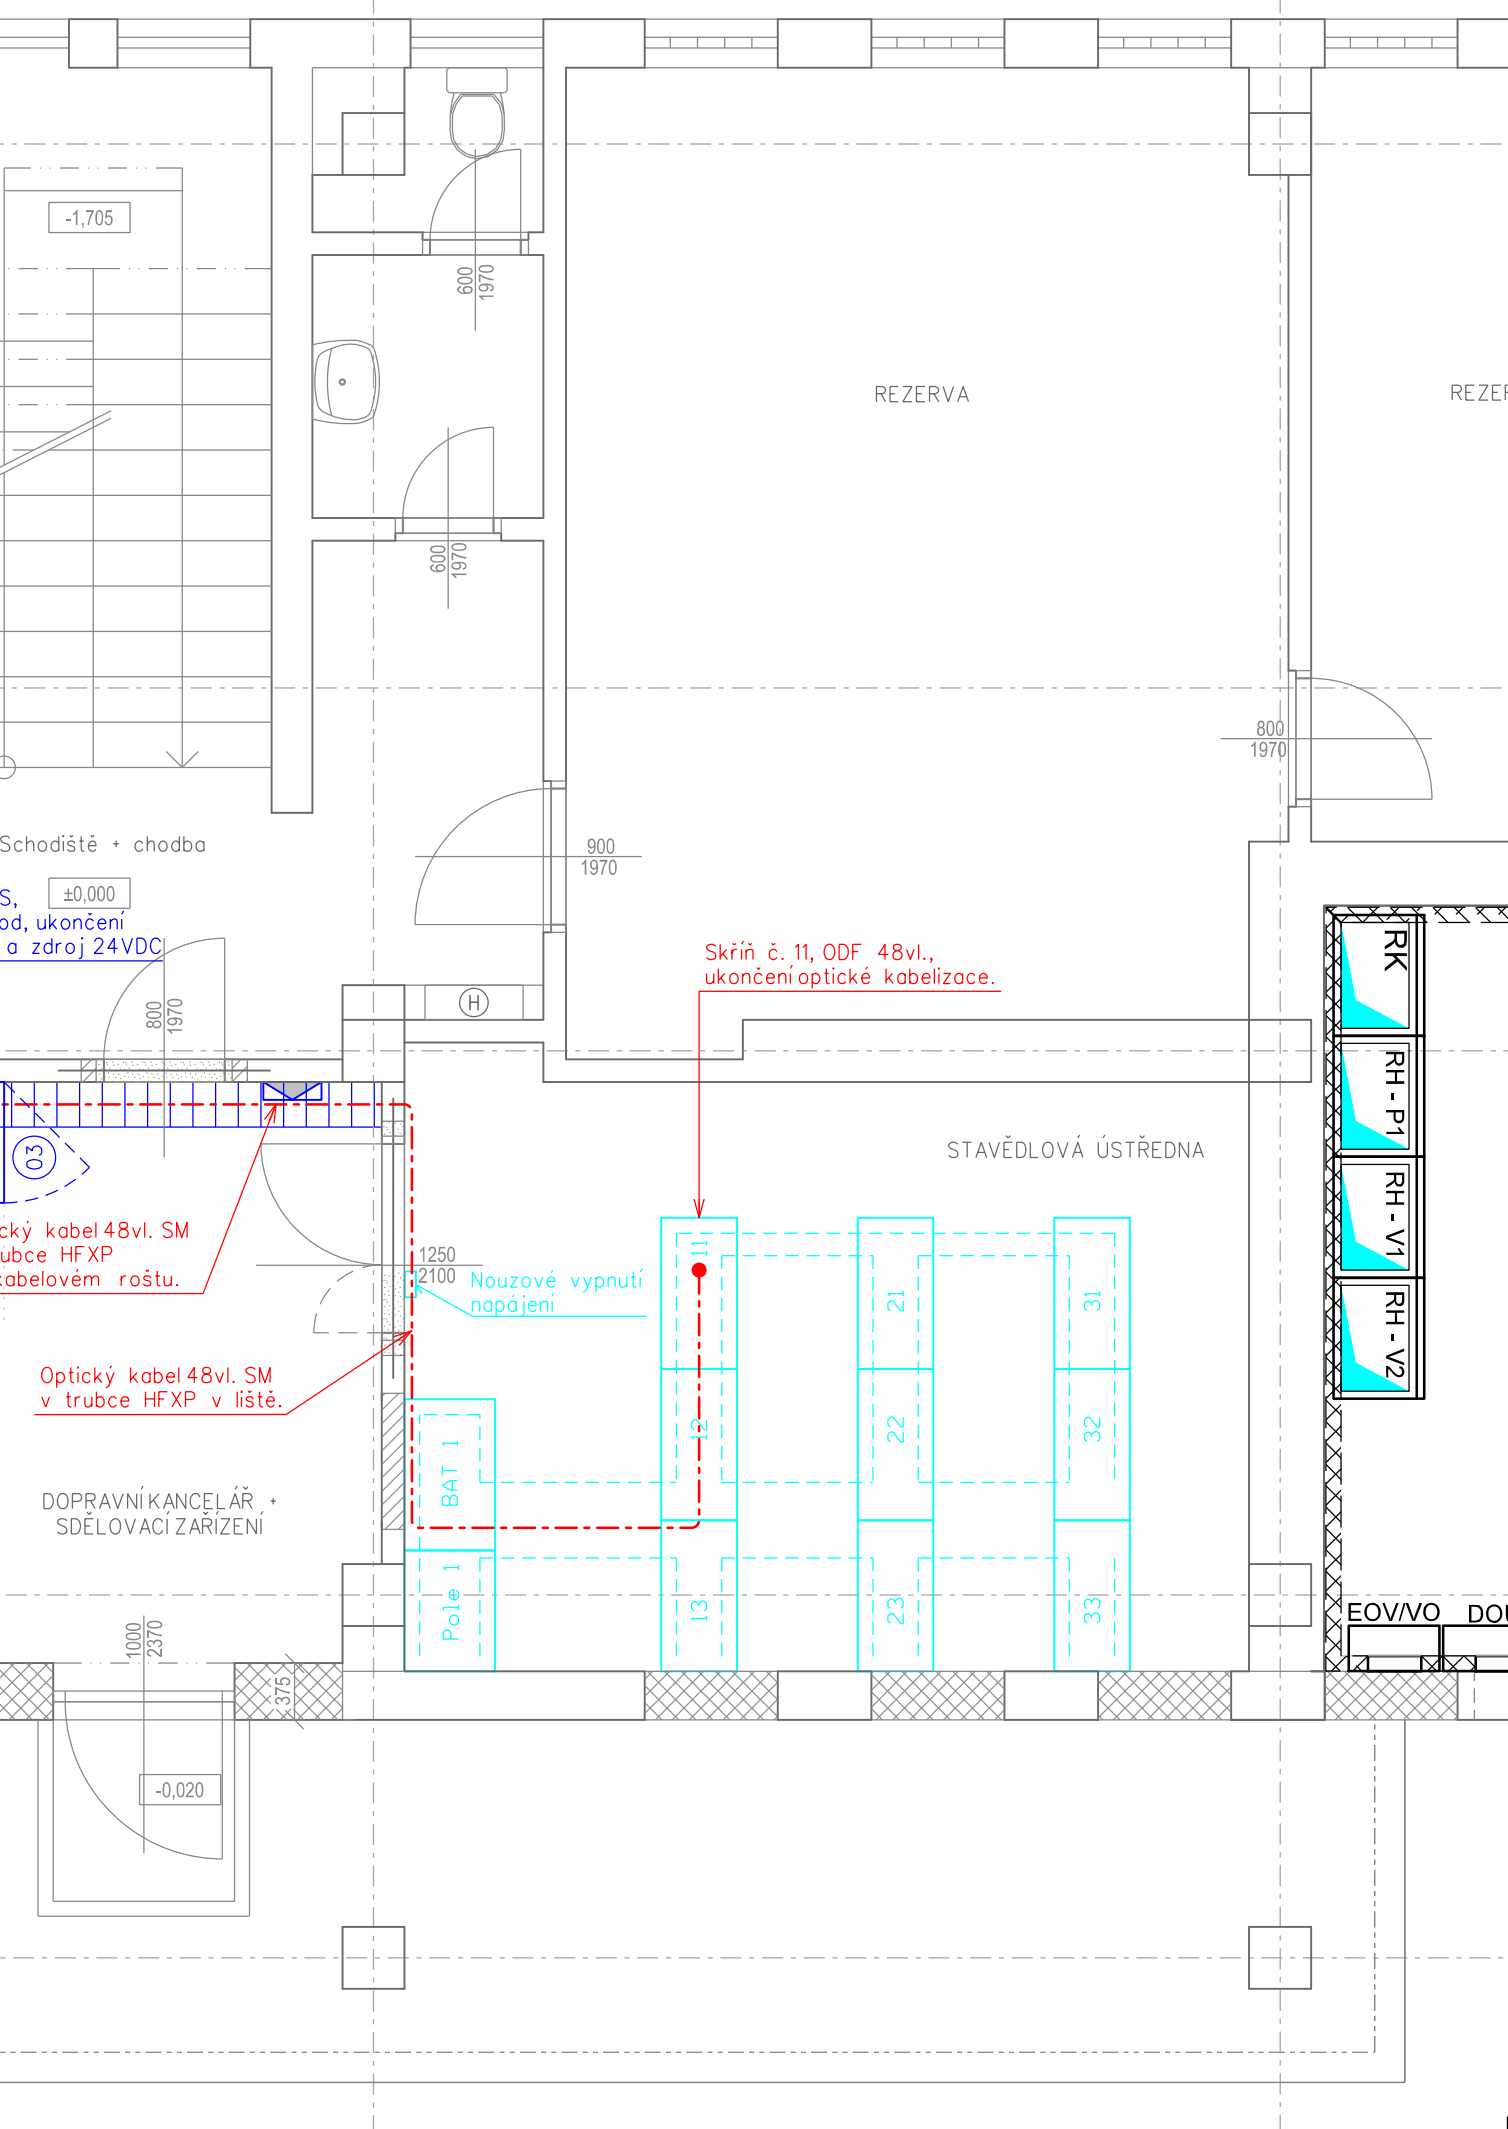 -1,705
600
1970
REZERVA
600
1970
800
1970
Schodiště + chodba
±0,000
S,
od, ukončení
a zdroj 24VDC
900
1970
800
1970
H
Skříň č. 11, ODF 48vl.,
ukončení optické kabelizace.
RK
RH - P1
RH - V1
RH - V2
STAVĚDLOVÁ ÚSTŘEDNA
03
cký kabel 48vl. SM
ubce HFXP
kabelovém roštu.
1250
2100
Nouzové vypnutí
napájení
11
21
31
Optický kabel 48vl. SM
v trubce HFXP v liště.
12
22
32
BAT 1
DOPRAVNÍ KANCELÁŘ +
SDĚLOVACÍ ZAŘÍZENÍ
Pole 1
13
23
33
EOV/VO
1000
2370
375
-0,020